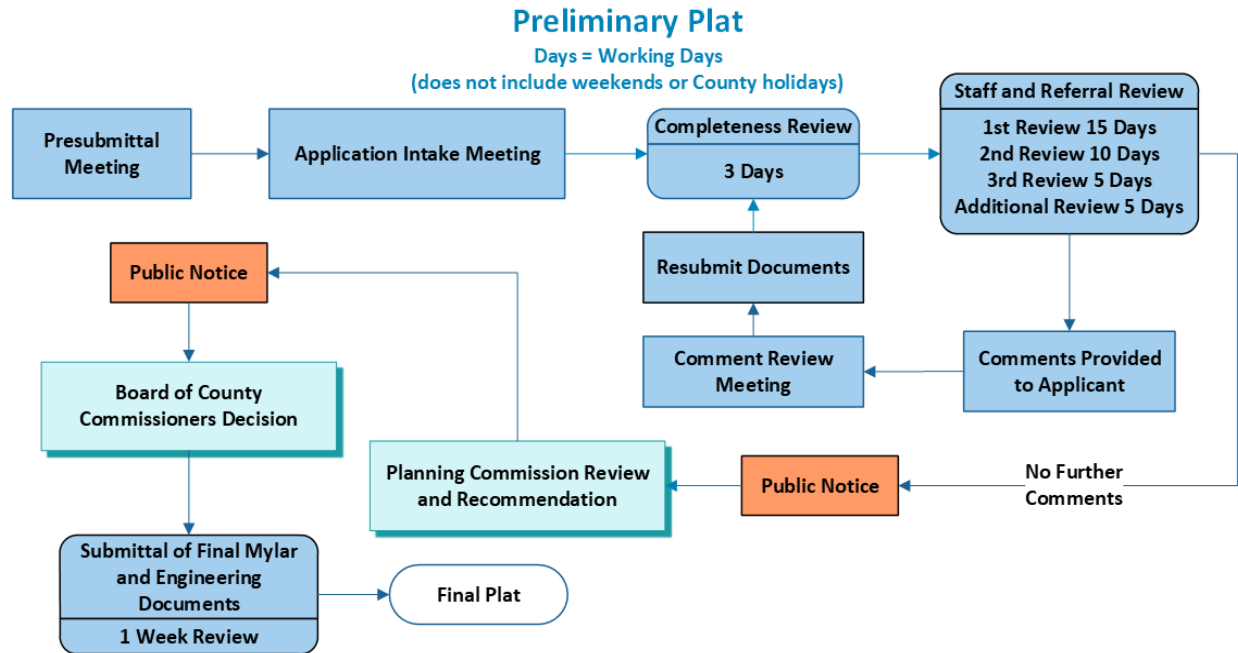 Preliminary Plat
Days = Working Days
(does not include weekends or County holidays)
Presubmittal
Meeting
Application Intake Meeting
Completeness Review
3 Days
Staff and Referral Review
1st Review 15 Days
2nd Review 10 Days
3rd Review 5 Days
Additional Review 5 Days
Public Notice
Resubmit Documents
Comment Review
Meeting
Comments Provided
to Applicant
Board of County
Commissioners Decision
Planning Commission Review
and Recommendation
Public Notice
No Further
Comments
Submittal of Final Mylar
and Engineering
Documents
1 Week Review
Final Plat